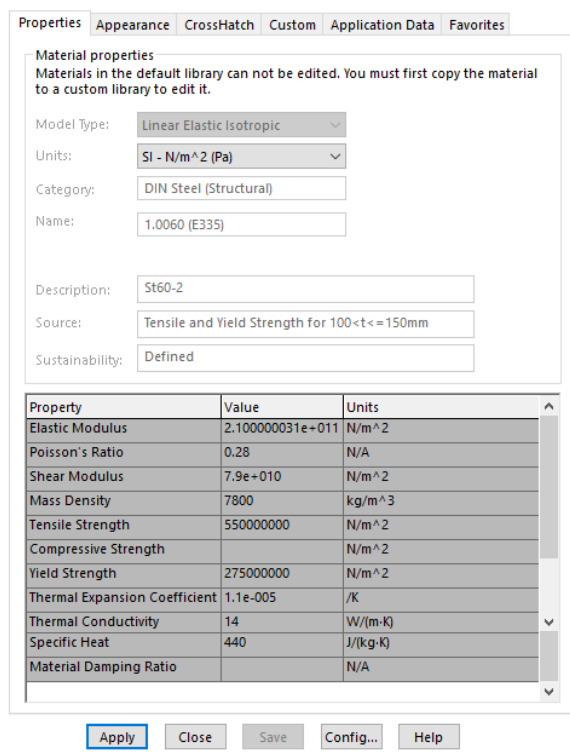 Properties Appearance CrossHatch Custom Application Data Favorites
Material properties
Materials in the default library can not be edited. You must first copy the material
to a custom library to edit it.
Model Type: Linear Elastic Isotropic
Units: SI - N/m^2 (Pa)
Category: DIN Steel (Structural)
Name: 1.0060 (E335)
Description: St60-2
Source: Tensile and Yield Strength for 100<t<=150mm
Sustainability: Defined
Property Value Units
Elastic Modulus 2.100000031e+011 N/m^2
Poisson's Ratio 0.28 N/A
Shear Modulus 7.9e+010 N/m^2
Mass Density 7800 kg/m^3
Tensile Strength 550000000 N/m^2
Compressive Strength N/m^2
Yield Strength 275000000 N/m^2
Thermal Expansion Coefficient 1.1e-005 /K
Thermal Conductivity 14 W/(m·K)
Specific Heat 440 J/(kg·K)
Material Damping Ratio N/A
Apply Close Save Config... Help